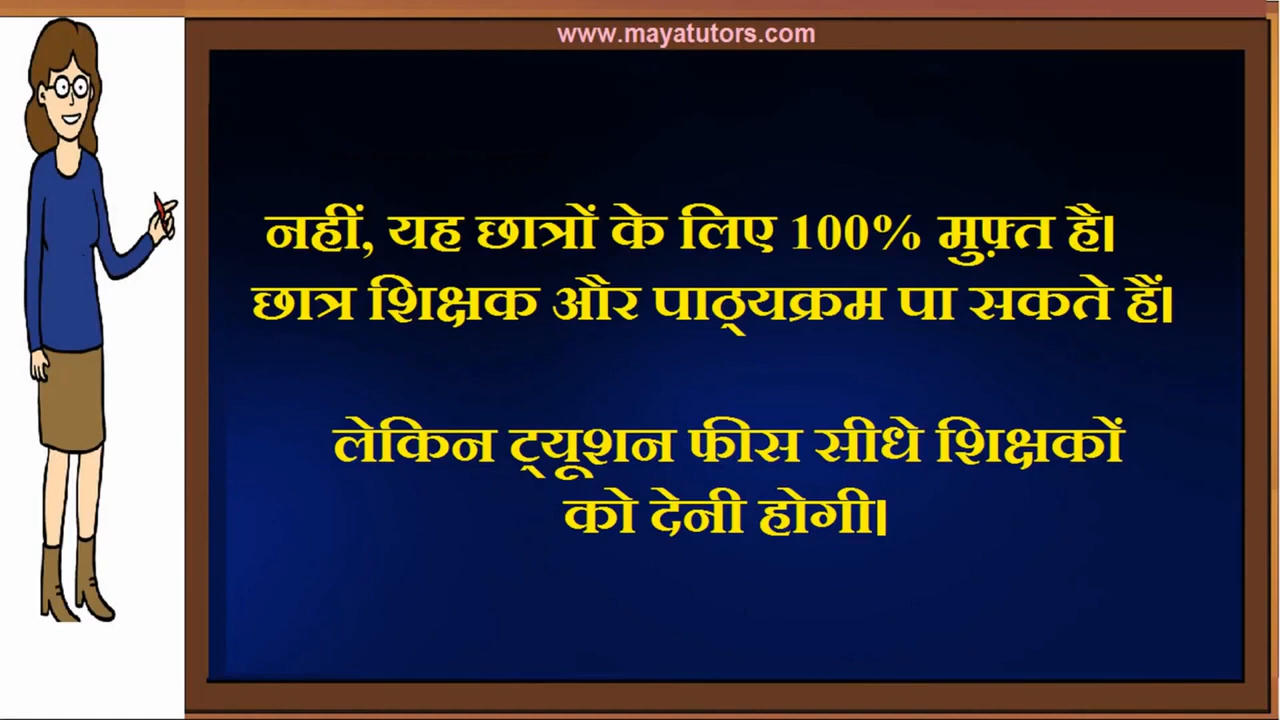 www.mayatutors.com
नहीं, यह छात्रों के लिए 100% मुफ़्त है।
छात्र शिक्षक और पाठ्यक्रम पा सकते हैं।
लेकिन ट्यूशन फीस सीधे शिक्षकों
को देनी होगी।